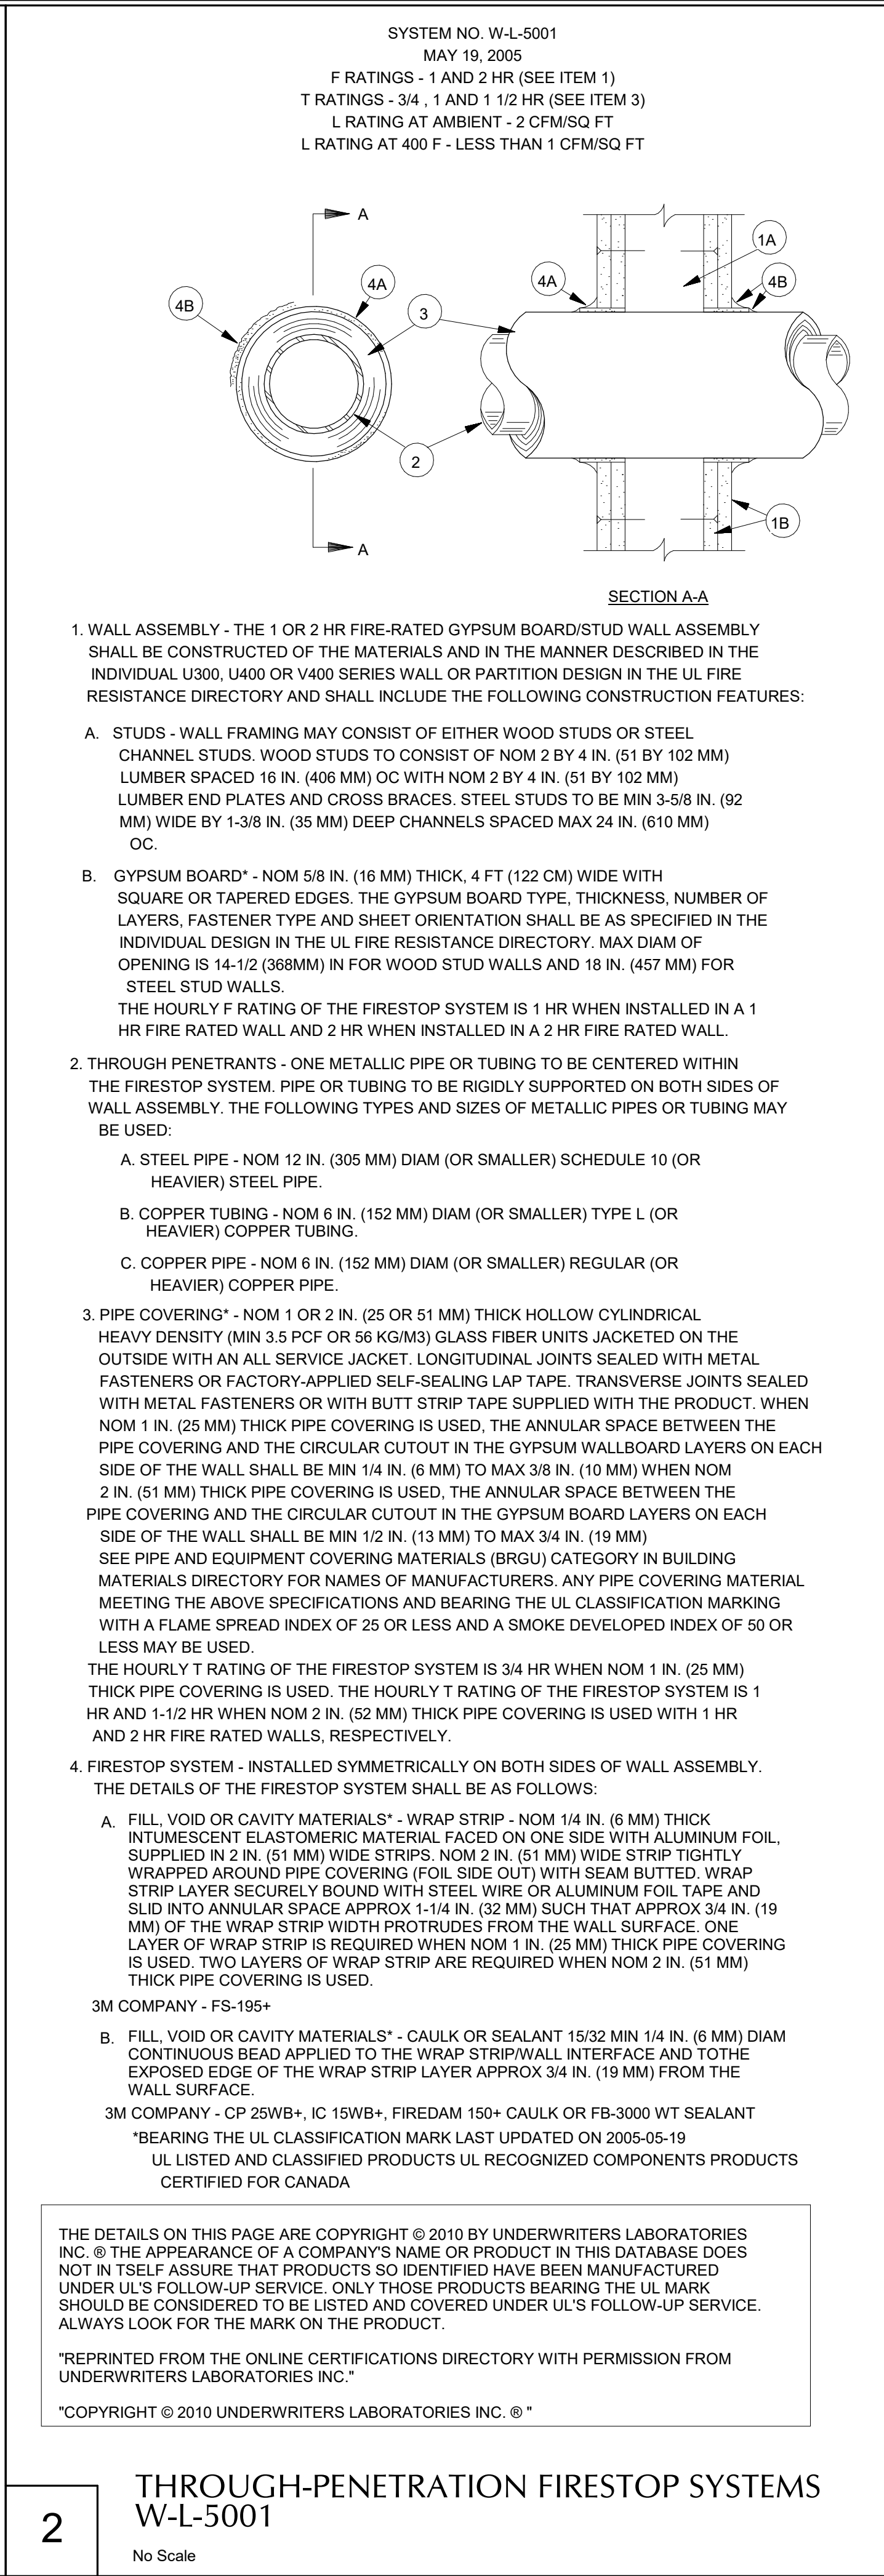 SYSTEM NO. W-L-5001
MAY 19, 2005
F RATINGS - 1 AND 2 HR (SEE ITEM 1)
T RATINGS - 3/4 , 1 AND 1 1/2 HR (SEE ITEM 3)
L RATING AT AMBIENT - 2 CFM/SQ FT
L RATING AT 400 F - LESS THAN 1 CFM/SQ FT
A
1A
4A
4A
4B
4B
3
2
1B
A
SECTION A-A
1. WALL ASSEMBLY - THE 1 OR 2 HR FIRE-RATED GYPSUM BOARD/STUD WALL ASSEMBLY
SHALL BE CONSTRUCTED OF THE MATERIALS AND IN THE MANNER DESCRIBED IN THE
INDIVIDUAL U300, U400 OR V400 SERIES WALL OR PARTITION DESIGN IN THE UL FIRE
RESISTANCE DIRECTORY AND SHALL INCLUDE THE FOLLOWING CONSTRUCTION FEATURES:
A. STUDS - WALL FRAMING MAY CONSIST OF EITHER WOOD STUDS OR STEEL
CHANNEL STUDS. WOOD STUDS TO CONSIST OF NOM 2 BY 4 IN. (51 BY 102 MM)
LUMBER SPACED 16 IN. (406 MM) OC WITH NOM 2 BY 4 IN. (51 BY 102 MM)
LUMBER END PLATES AND CROSS BRACES. STEEL STUDS TO BE MIN 3-5/8 IN. (92
MM) WIDE BY 1-3/8 IN. (35 MM) DEEP CHANNELS SPACED MAX 24 IN. (610 MM)
OC.
B. GYPSUM BOARD* - NOM 5/8 IN. (16 MM) THICK, 4 FT (122 CM) WIDE WITH
SQUARE OR TAPERED EDGES. THE GYPSUM BOARD TYPE, THICKNESS, NUMBER OF
LAYERS, FASTENER TYPE AND SHEET ORIENTATION SHALL BE AS SPECIFIED IN THE
INDIVIDUAL DESIGN IN THE UL FIRE RESISTANCE DIRECTORY. MAX DIAM OF
OPENING IS 14-1/2 (368MM) IN FOR WOOD STUD WALLS AND 18 IN. (457 MM) FOR
STEEL STUD WALLS.
THE HOURLY F RATING OF THE FIRESTOP SYSTEM IS 1 HR WHEN INSTALLED IN A 1
HR FIRE RATED WALL AND 2 HR WHEN INSTALLED IN A 2 HR FIRE RATED WALL.
2. THROUGH PENETRANTS - ONE METALLIC PIPE OR TUBING TO BE CENTERED WITHIN
THE FIRESTOP SYSTEM. PIPE OR TUBING TO BE RIGIDLY SUPPORTED ON BOTH SIDES OF
WALL ASSEMBLY. THE FOLLOWING TYPES AND SIZES OF METALLIC PIPES OR TUBING MAY
BE USED:
A. STEEL PIPE - NOM 12 IN. (305 MM) DIAM (OR SMALLER) SCHEDULE 10 (OR
HEAVIER) STEEL PIPE.
B. COPPER TUBING - NOM 6 IN. (152 MM) DIAM (OR SMALLER) TYPE L (OR
HEAVIER) COPPER TUBING.
C. COPPER PIPE - NOM 6 IN. (152 MM) DIAM (OR SMALLER) REGULAR (OR
HEAVIER) COPPER PIPE.
3. PIPE COVERING* - NOM 1 OR 2 IN. (25 OR 51 MM) THICK HOLLOW CYLINDRICAL
HEAVY DENSITY (MIN 3.5 PCF OR 56 KG/M3) GLASS FIBER UNITS JACKETED ON THE
OUTSIDE WITH AN ALL SERVICE JACKET. LONGITUDINAL JOINTS SEALED WITH METAL
FASTENERS OR FACTORY-APPLIED SELF-SEALING LAP TAPE. TRANSVERSE JOINTS SEALED
WITH METAL FASTENERS OR WITH BUTT STRIP TAPE SUPPLIED WITH THE PRODUCT. WHEN
NOM 1 IN. (25 MM) THICK PIPE COVERING IS USED, THE ANNULAR SPACE BETWEEN THE
PIPE COVERING AND THE CIRCULAR CUTOUT IN THE GYPSUM WALLBOARD LAYERS ON EACH
SIDE OF THE WALL SHALL BE MIN 1/4 IN. (6 MM) TO MAX 3/8 IN. (10 MM) WHEN NOM
2 IN. (51 MM) THICK PIPE COVERING IS USED, THE ANNULAR SPACE BETWEEN THE
PIPE COVERING AND THE CIRCULAR CUTOUT IN THE GYPSUM BOARD LAYERS ON EACH
SIDE OF THE WALL SHALL BE MIN 1/2 IN. (13 MM) TO MAX 3/4 IN. (19 MM)
SEE PIPE AND EQUIPMENT COVERING MATERIALS (BRGU) CATEGORY IN BUILDING
MATERIALS DIRECTORY FOR NAMES OF MANUFACTURERS. ANY PIPE COVERING MATERIAL
MEETING THE ABOVE SPECIFICATIONS AND BEARING THE UL CLASSIFICATION MARKING
WITH A FLAME SPREAD INDEX OF 25 OR LESS AND A SMOKE DEVELOPED INDEX OF 50 OR
LESS MAY BE USED.
THE HOURLY T RATING OF THE FIRESTOP SYSTEM IS 3/4 HR WHEN NOM 1 IN. (25 MM)
THICK PIPE COVERING IS USED. THE HOURLY T RATING OF THE FIRESTOP SYSTEM IS 1
HR AND 1-1/2 HR WHEN NOM 2 IN. (52 MM) THICK PIPE COVERING IS USED WITH 1 HR
AND 2 HR FIRE RATED WALLS, RESPECTIVELY.
4. FIRESTOP SYSTEM - INSTALLED SYMMETRICALLY ON BOTH SIDES OF WALL ASSEMBLY.
THE DETAILS OF THE FIRESTOP SYSTEM SHALL BE AS FOLLOWS:
A. FILL, VOID OR CAVITY MATERIALS* - WRAP STRIP - NOM 1/4 IN. (6 MM) THICK
INTUMESCENT ELASTOMERIC MATERIAL FACED ON ONE SIDE WITH ALUMINUM FOIL,
SUPPLIED IN 2 IN. (51 MM) WIDE STRIPS. NOM 2 IN. (51 MM) WIDE STRIP TIGHTLY
WRAPPED AROUND PIPE COVERING (FOIL SIDE OUT) WITH SEAM BUTTED. WRAP
STRIP LAYER SECURELY BOUND WITH STEEL WIRE OR ALUMINUM FOIL TAPE AND
SLID INTO ANNULAR SPACE APPROX 1-1/4 IN. (32 MM) SUCH THAT APPROX 3/4 IN. (19
MM) OF THE WRAP STRIP WIDTH PROTRUDES FROM THE WALL SURFACE. ONE
LAYER OF WRAP STRIP IS REQUIRED WHEN NOM 1 IN. (25 MM) THICK PIPE COVERING
IS USED. TWO LAYERS OF WRAP STRIP ARE REQUIRED WHEN NOM 2 IN. (51 MM)
THICK PIPE COVERING IS USED.
3M COMPANY - FS-195+
B. FILL, VOID OR CAVITY MATERIALS* - CAULK OR SEALANT 15/32 MIN 1/4 IN. (6 MM) DIAM
CONTINUOUS BEAD APPLIED TO THE WRAP STRIP/WALL INTERFACE AND TOTHE
EXPOSED EDGE OF THE WRAP STRIP LAYER APPROX 3/4 IN. (19 MM) FROM THE
WALL SURFACE.
3M COMPANY - CP 25WB+, IC 15WB+, FIREDAM 150+ CAULK OR FB-3000 WT SEALANT
*BEARING THE UL CLASSIFICATION MARK LAST UPDATED ON 2005-05-19
UL LISTED AND CLASSIFIED PRODUCTS UL RECOGNIZED COMPONENTS PRODUCTS
CERTIFIED FOR CANADA
THE DETAILS ON THIS PAGE ARE COPYRIGHT © 2010 BY UNDERWRITERS LABORATORIES
INC. ® THE APPEARANCE OF A COMPANY'S NAME OR PRODUCT IN THIS DATABASE DOES
NOT IN TSELF ASSURE THAT PRODUCTS SO IDENTIFIED HAVE BEEN MANUFACTURED
UNDER UL'S FOLLOW-UP SERVICE. ONLY THOSE PRODUCTS BEARING THE UL MARK
SHOULD BE CONSIDERED TO BE LISTED AND COVERED UNDER UL'S FOLLOW-UP SERVICE.
ALWAYS LOOK FOR THE MARK ON THE PRODUCT.
"REPRINTED FROM THE ONLINE CERTIFICATIONS DIRECTORY WITH PERMISSION FROM
UNDERWRITERS LABORATORIES INC."
"COPYRIGHT © 2010 UNDERWRITERS LABORATORIES INC. ® "
2
THROUGH-PENETRATION FIRESTOP SYSTEMS
W-L-5001
No Scale